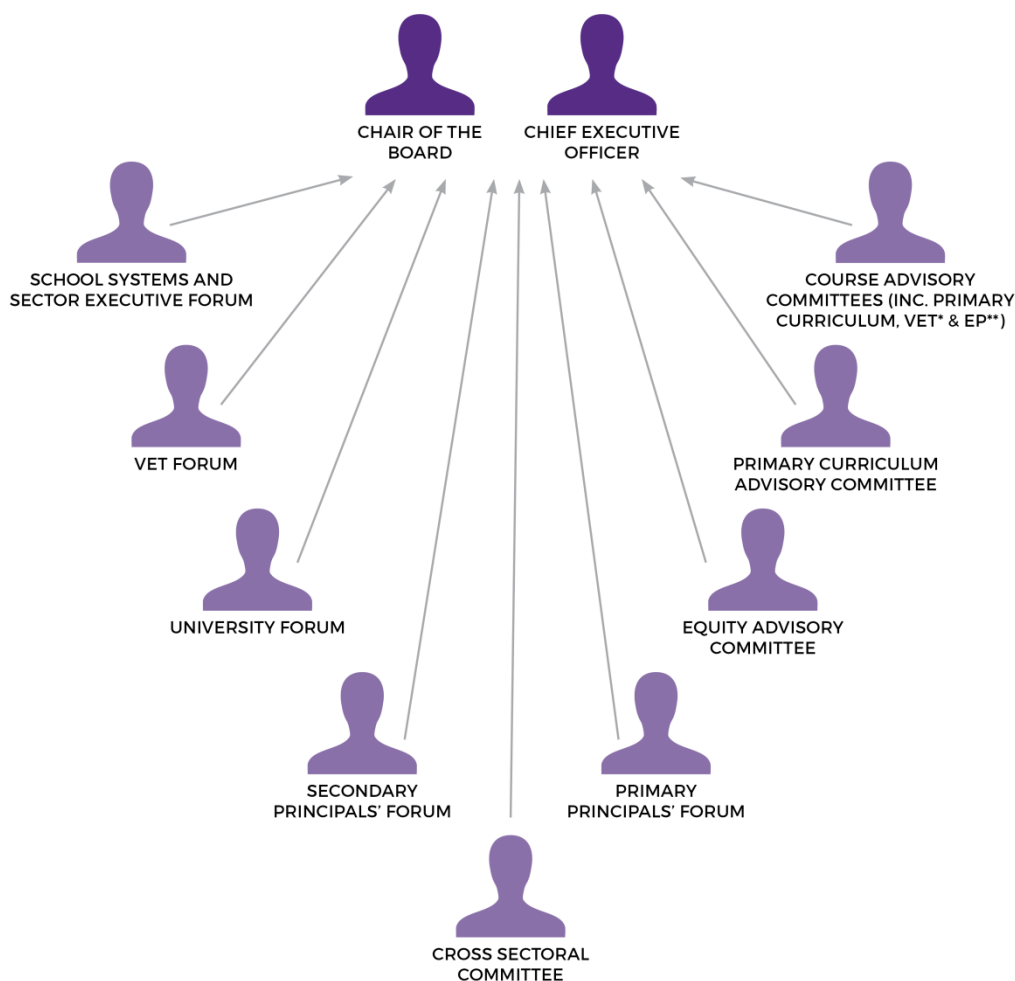 CHAIR OF THE
BOARD
CHIEF EXECUTIVE
OFFICER
SCHOOL SYSTEMS AND
SECTOR EXECUTIVE FORUM
COURSE ADVISORY
COMMITTEES (INC. PRIMARY
CURRICULUM, VET* & EP**)
VET FORUM
PRIMARY CURRICULUM
ADVISORY COMMITTEE
UNIVERSITY FORUM
EQUITY ADVISORY
COMMITTEE
SECONDARY
PRINCIPALS’ FORUM
PRIMARY
PRINCIPALS’ FORUM
CROSS SECTORAL
COMMITTEE